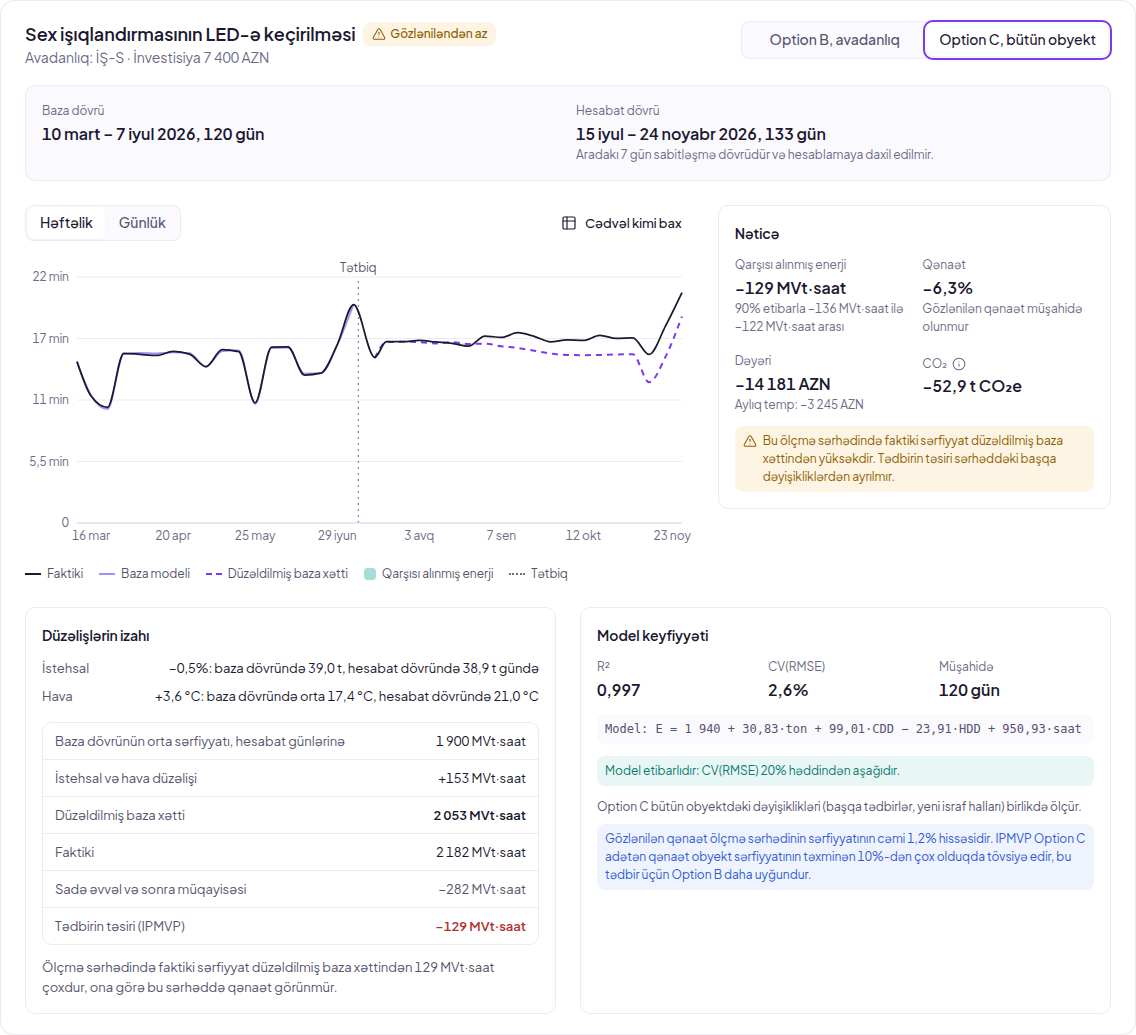 Sex işıqlandırmasının LED-ə keçirilməsi
Gözləniləndən az
Avadanlıq: İŞ-S · İnvestisiya 7 400 AZN
Option B, avadanlıq
Option C, bütün obyekt
Baza dövrü
10 mart – 7 iyul 2026, 120 gün
Hesabat dövrü
15 iyul – 24 noyabr 2026, 133 gün
Aradakı 7 gün sabitləşmə dövrüdür və hesablamaya daxil edilmir.
Həftəlik
Günlük
Cədvəl kimi bax
Tətbiq
22 min
17 min
11 min
5,5 min
0
16 mar
20 apr
25 may
29 iyun
3 avq
7 sen
12 okt
23 noy
Faktiki
Baza modeli
Düzəldilmiş baza xətti
Qarşısı alınmış enerji
Tətbiq
Nəticə
Qarşısı alınmış enerji
−129 MVt·saat
90% etibarla −136 MVt·saat ilə
−122 MVt·saat arası
Qənaət
−6,3%
Gözlənilən qənaət müşahidə
olunmur
Dəyəri
−14 181 AZN
Aylıq temp: −3 245 AZN
CO₂
−52,9 t CO₂e
Bu ölçmə sərhədində faktiki sərfiyyat düzəldilmiş baza
xəttindən yüksəkdir. Tədbirin təsiri sərhəddəki başqa
dəyişikliklərdən ayrılmır.
Düzəlişlərin izahı
İstehsal
−0,5%: baza dövründə 39,0 t, hesabat dövründə 38,9 t gündə
Hava
+3,6 °C: baza dövründə orta 17,4 °C, hesabat dövründə 21,0 °C
Baza dövrünün orta sərfiyyatı, hesabat günlərinə
1 900 MVt·saat
İstehsal və hava düzəlişi
+153 MVt·saat
Düzəldilmiş baza xətti
2 053 MVt·saat
Faktiki
2 182 MVt·saat
Sadə əvvəl və sonra müqayisəsi
−282 MVt·saat
Tədbirin təsiri (IPMVP)
−129 MVt·saat
Ölçmə sərhədində faktiki sərfiyyat düzəldilmiş baza xəttindən 129 MVt·saat
çoxdur, ona görə bu sərhəddə qənaət görünmür.
Model keyfiyyəti
R²
0,997
CV(RMSE)
2,6%
Müşahidə
120 gün
Model: E = 1 940 + 30,83·ton + 99,01·CDD − 23,91·HDD + 950,93·saat
Model etibarlıdır: CV(RMSE) 20% həddindən aşağıdır.
Option C bütün obyektdəki dəyişiklikləri (başqa tədbirlər, yeni israf halları) birlikdə ölçür.
Gözlənilən qənaət ölçmə sərhədinin sərfiyyatının cəmi 1,2% hissəsidir. IPMVP Option C
adətən qənaət obyekt sərfiyyatının təxminən 10%-dən çox olduqda tövsiyə edir, bu
tədbir üçün Option B daha uyğundur.